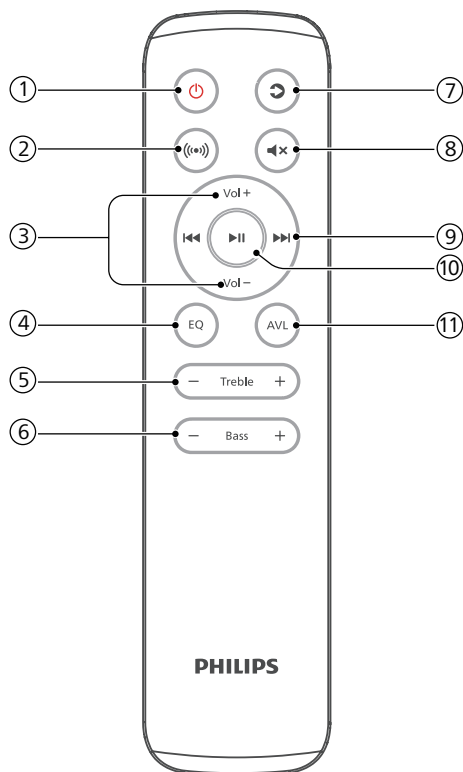 ① ⑦
② ⑧
Vol +
③ ⑨
⑩
Vol −
④ EQ AVL ⑪
⑤ − Treble +
⑥ − Bass +
PHILIPS